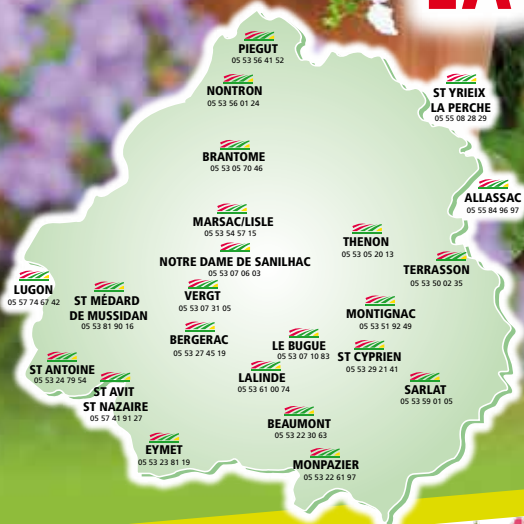 LA
PIEGUT
05 53 56 41 52
NONTRON
05 53 56 01 24
ST YRIEIX
LA PERCHE
05 55 08 28 29
BRANTOME
05 53 05 70 46
ALLASSAC
05 55 84 96 97
MARSAC/LISLE
05 53 54 57 15
THENON
05 53 05 20 13
NOTRE DAME DE SANILHAC
05 53 07 06 03
TERRASSON
05 53 50 02 35
LUGON
05 57 74 67 42
ST MÉDARD
DE MUSSIDAN
05 53 81 90 16
VERGT
05 53 07 31 05
MONTIGNAC
05 53 51 92 49
BERGERAC
05 53 27 45 19
LE BUGUE
05 53 07 10 83
ST CYPRIEN
05 53 29 21 41
ST ANTOINE
05 53 24 79 54
LALINDE
05 53 61 00 74
SARLAT
05 53 59 01 05
ST AVIT
ST NAZAIRE
05 57 41 91 27
BEAUMONT
05 53 22 30 63
EYMET
05 53 23 81 19
MONPAZIER
05 53 22 61 97